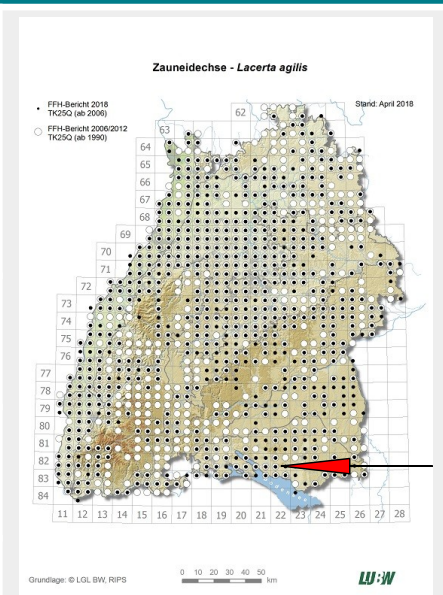 Zauneidechse - Lacerta agilis
FFH-Bericht 2018
TK25Q (ab 2006)
FFH-Bericht 2006/2012
TK25Q (ab 1990)
Stand: April 2018
62
63
64
65
66
67
68
69
70
71
72
73
74
75
76
77
78
79
80
81
82
83
84
11 12 13 14 15 16 17 18 19 20 21 22 23 24 25 26 27 28
Grundlage: © LGL BW, RIPS
0 10 20 30 40 50
km
LUBW